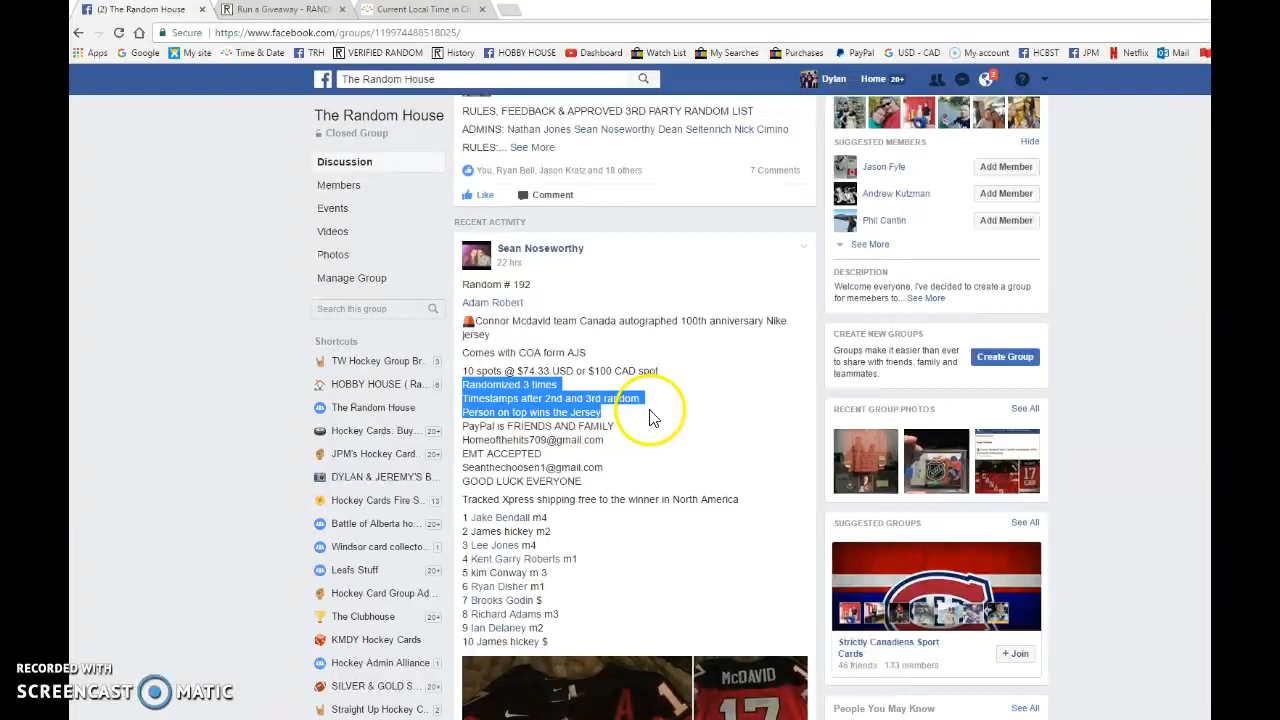 (2) The Random House
Run a Giveaway - RAND
Current Local Time in Ch
Secure
https://www.facebook.com/groups/119974488518025/
Apps
Google
My site
Time & Date
TRH
VERIFIED RANDOM
History
HOBBY HOUSE
Dashboard
Watch List
My Searches
Purchases
PayPal
USD - CAD
My account
HCBST
JPM
Netflix
Mail
The Random House
Dylan
Home 20+
2
The Random House
Closed Group
Discussion
Members
Events
Videos
Photos
Manage Group
Search this group
Shortcuts
TW Hockey Group Br... 3
HOBBY HOUSE ( RA... 6
The Random House
Hockey Cards: Buy... 20+
JPM's Hockey Card... 20+
DYLAN & JEREMY'S B...
Hockey Cards Fire S... 13
Battle of Alberta ho... 20+
Windsor card collecto... 1
Leafs Stuff 20+
Hockey Card Group Ad...
The Clubhouse 20+
KMDY Hockey Cards
Hockey Admin Alliance 1
SILVER & GOLD S... 20+
Straight Up Hockey C... 2
RULES, FEEDBACK & APPROVED 3RD PARTY RANDOM LIST
ADMINS: Nathan Jones Sean Noseworthy Dean Seltenrich Nick Cimino
RULES:... See More
You, Ryan Bell, Jason Kratz and 18 others
7 Comments
Like
Comment
RECENT ACTIVITY
Sean Noseworthy
22 hrs
Random # 192
Adam Robert
Connor Mcdavid team Canada autographed 100th anniversary Nike
jersey
Comes with COA form AJS
10 spots @ $74.33 USD or $100 CAD spot
Randomized 3 times
Timestamps after 2nd and 3rd random
Person on top wins the Jersey
PayPal is FRIENDS AND FAMILY
Homeofthehits709@gmail.com
EMT ACCEPTED
Seanthechoosen1@gmail.com
GOOD LUCK EVERYONE
Tracked Xpress shipping free to the winner in North America
1 Jake Bendall m4
2 James hickey m2
3 Lee Jones m4
4 Kent Garry Roberts m1
5 kim Conway m 3
6 Ryan Disher m1
7 Brooks Godin $
8 Richard Adams m3
9 Ian Delaney m2
10 James hickey $
McDAVID
17
SUGGESTED MEMBERS
Hide
Jason Fyfe
Add Member
Andrew Kutzman
Add Member
Phil Cantin
Add Member
See More
DESCRIPTION
Welcome everyone, I've decided to create a group
for memebers to... See More
CREATE NEW GROUPS
Groups make it easier than ever
to share with friends, family and
teammates.
Create Group
RECENT GROUP PHOTOS
See All
SUGGESTED GROUPS
See All
Strictly Canadiens Sport
Cards
46 friends · 133 members
+ Join
People You May Know
See All
RECORDED WITH
SCREENCAST MATIC